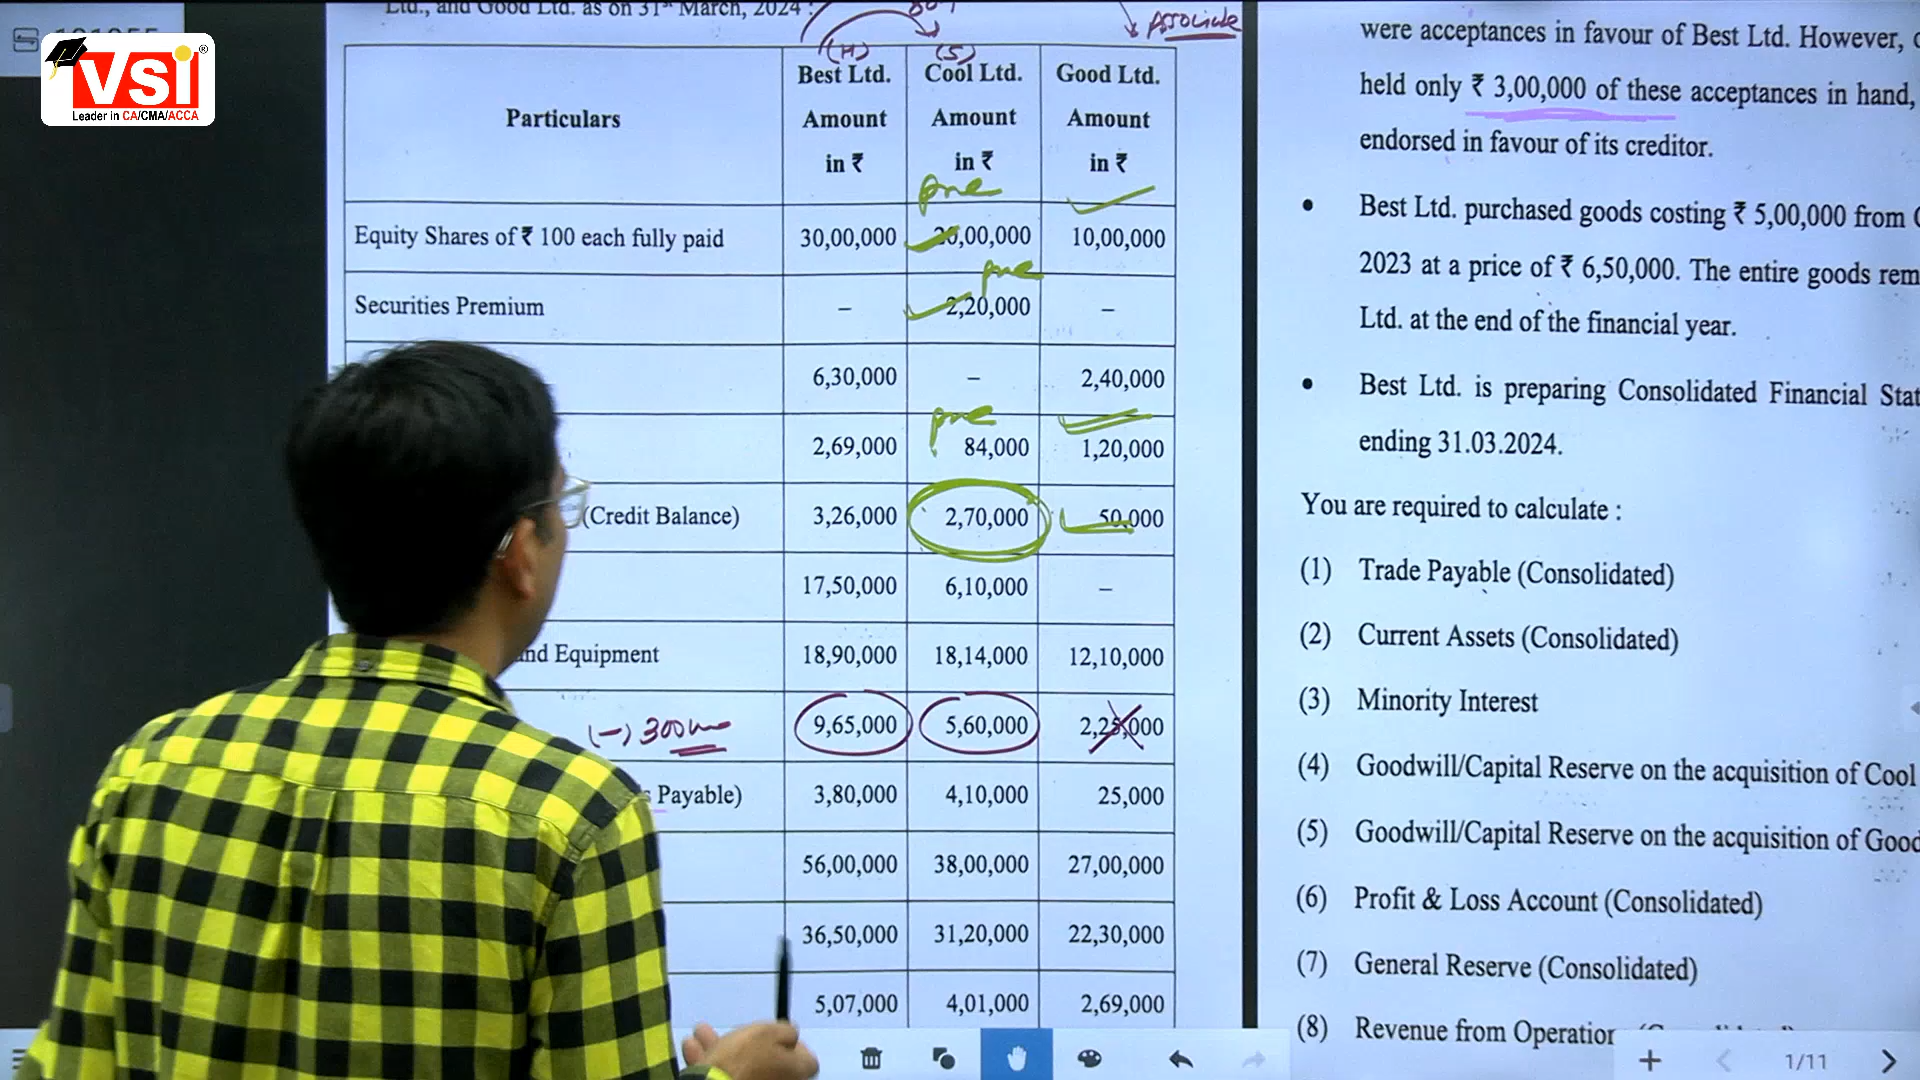 Ltd., and Good Ltd. as on 31st March, 2024 :
Associate
vsi®
Leader in CA/CMA/ACCA
(H)
(S)
Particulars
Best Ltd. Amount in ₹
Cool Ltd. Amount in ₹
Good Ltd. Amount in ₹
pre
Equity Shares of ₹ 100 each fully paid 30,00,000 20,00,000 10,00,000
pre
Securities Premium – 2,20,000 –
6,30,000 – 2,40,000
pre
2,69,000 84,000 1,20,000
(Credit Balance) 3,26,000 2,70,000 50,000
17,50,000 6,10,000 –
and Equipment 18,90,000 18,14,000 12,10,000
(-) 300000 9,65,000 5,60,000 2,25,000
Payable) 3,80,000 4,10,000 25,000
56,00,000 38,00,000 27,00,000
36,50,000 31,20,000 22,30,000
5,07,000 4,01,000 2,69,000
were acceptances in favour of Best Ltd. However,
held only ₹ 3,00,000 of these acceptances in hand,
endorsed in favour of its creditor.
• Best Ltd. purchased goods costing ₹ 5,00,000 from
2023 at a price of ₹ 6,50,000. The entire goods rem
Ltd. at the end of the financial year.
• Best Ltd. is preparing Consolidated Financial Stat
ending 31.03.2024.
You are required to calculate :
(1) Trade Payable (Consolidated)
(2) Current Assets (Consolidated)
(3) Minority Interest
(4) Goodwill/Capital Reserve on the acquisition of Cool
(5) Goodwill/Capital Reserve on the acquisition of Good
(6) Profit & Loss Account (Consolidated)
(7) General Reserve (Consolidated)
(8) Revenue from Operation
1/11